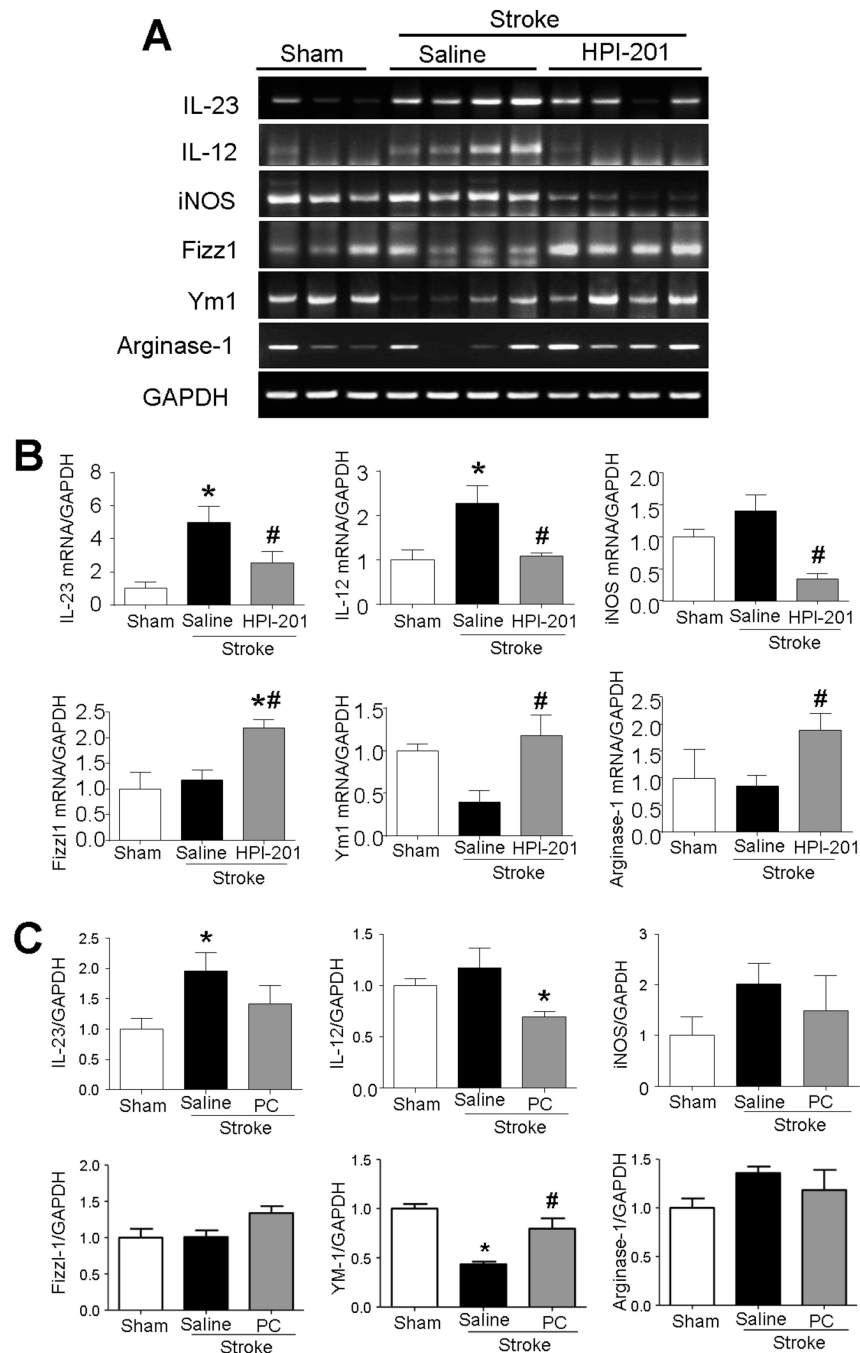 A
Stroke
Sham Saline HPI-201
IL-23
IL-12
iNOS
Fizz1
Ym1
Arginase-1
GAPDH
B
IL-23 mRNA/GAPDH
8
6
4
2
0
*
#
Sham Saline HPI-201
Stroke
IL-12 mRNA/GAPDH
3
2
1
0
*
#
Sham Saline HPI-201
Stroke
iNOS mRNA/GAPDH
2.0
1.5
1.0
0.5
0.0
#
Sham Saline HPI-201
Stroke
Fizzl1 mRNA/GAPDH
2.5
2.0
1.5
1.0
0.5
0.0
*#
Sham Saline HPI-201
Stroke
Ym1 mRNA/GAPDH
1.5
1.0
0.5
0.0
#
Sham Saline HPI-201
Stroke
Arginase-1 mRNA/GAPDH
2.5
2.0
1.5
1.0
0.5
0.0
#
Sham Saline HPI-201
Stroke
C
IL-23/GAPDH
2.5
2.0
1.5
1.0
0.5
0.0
*
Sham Saline PC
Stroke
IL-12/GAPDH
1.5
1.0
0.5
0.0
*
Sham Saline PC
Stroke
iNOS/GAPDH
3
2
1
0
Sham Saline PC
Stroke
Fizzl-1/GAPDH
2.0
1.5
1.0
0.5
0.0
Sham Saline PC
Stroke
YM-1/GAPDH
1.5
1.0
0.5
0.0
*
#
Sham Saline PC
Stroke
Arginase-1/GAPDH
1.5
1.0
0.5
0.0
Sham Saline PC
Stroke